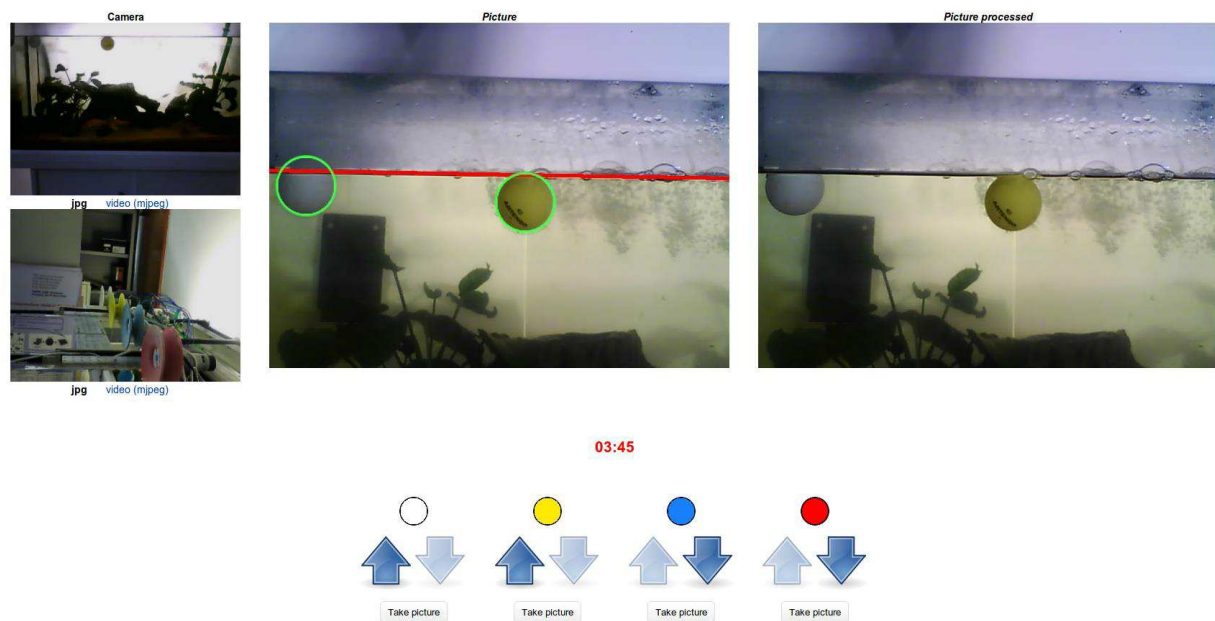 Camera
Picture
Picture processed
jpg video (mjpeg)
jpg video (mjpeg)
03:45
Take picture
Take picture
Take picture
Take picture